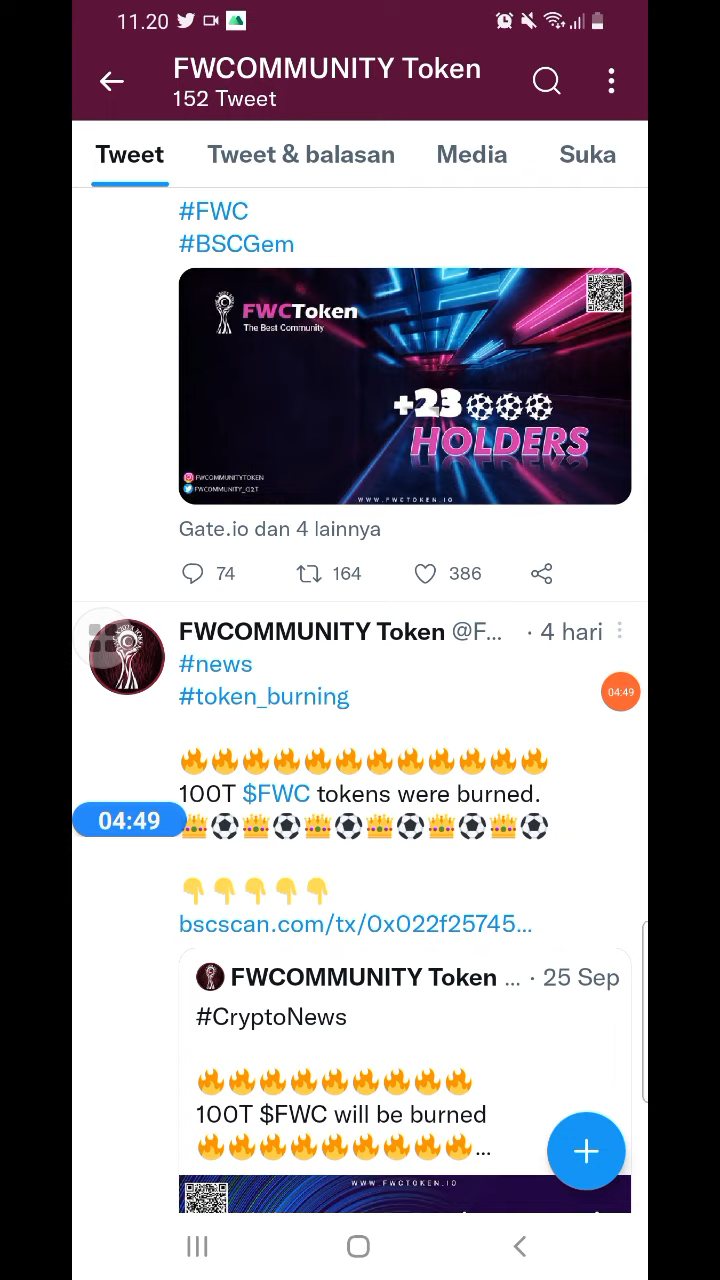 11.20
FWCOMMUNITY Token
152 Tweet
Tweet
Tweet & balasan
Media
Suka
#FWC
#BSCGem
FWCToken
The Best Community
+23
HOLDERS
FWCOMMUNITYTOKEN
FWCOMMUNITY_Q2T
WWW.FWCTOKEN.IO
Gate.io dan 4 lainnya
74
164
386
FWCOMMUNITY Token @F... · 4 hari
#news
#token_burning
04:49
🔥🔥🔥🔥🔥🔥🔥🔥🔥🔥🔥🔥
100T $FWC tokens were burned.
04:49
👑⚽👑⚽👑⚽👑⚽👑⚽👑⚽
👇👇👇👇👇
bscscan.com/tx/0x022f25745...
FWCOMMUNITY Token ... · 25 Sep
#CryptoNews
🔥🔥🔥🔥🔥🔥🔥🔥🔥
100T $FWC will be burned
🔥🔥🔥🔥🔥🔥🔥🔥🔥...
WWW.FWCTOKEN.IO